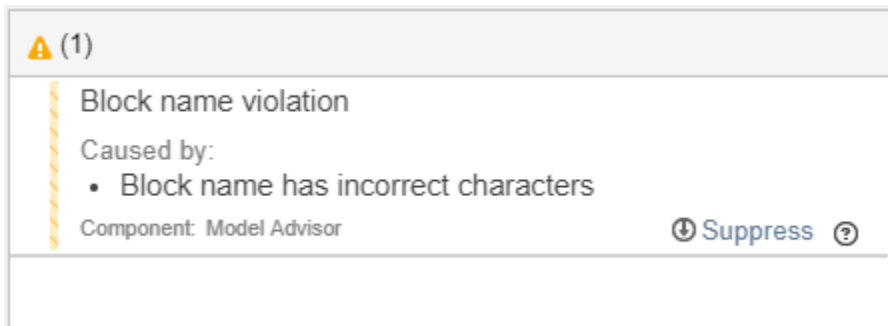 (1)
Block name violation
Caused by:
• Block name has incorrect characters
Component: Model Advisor Suppress ?